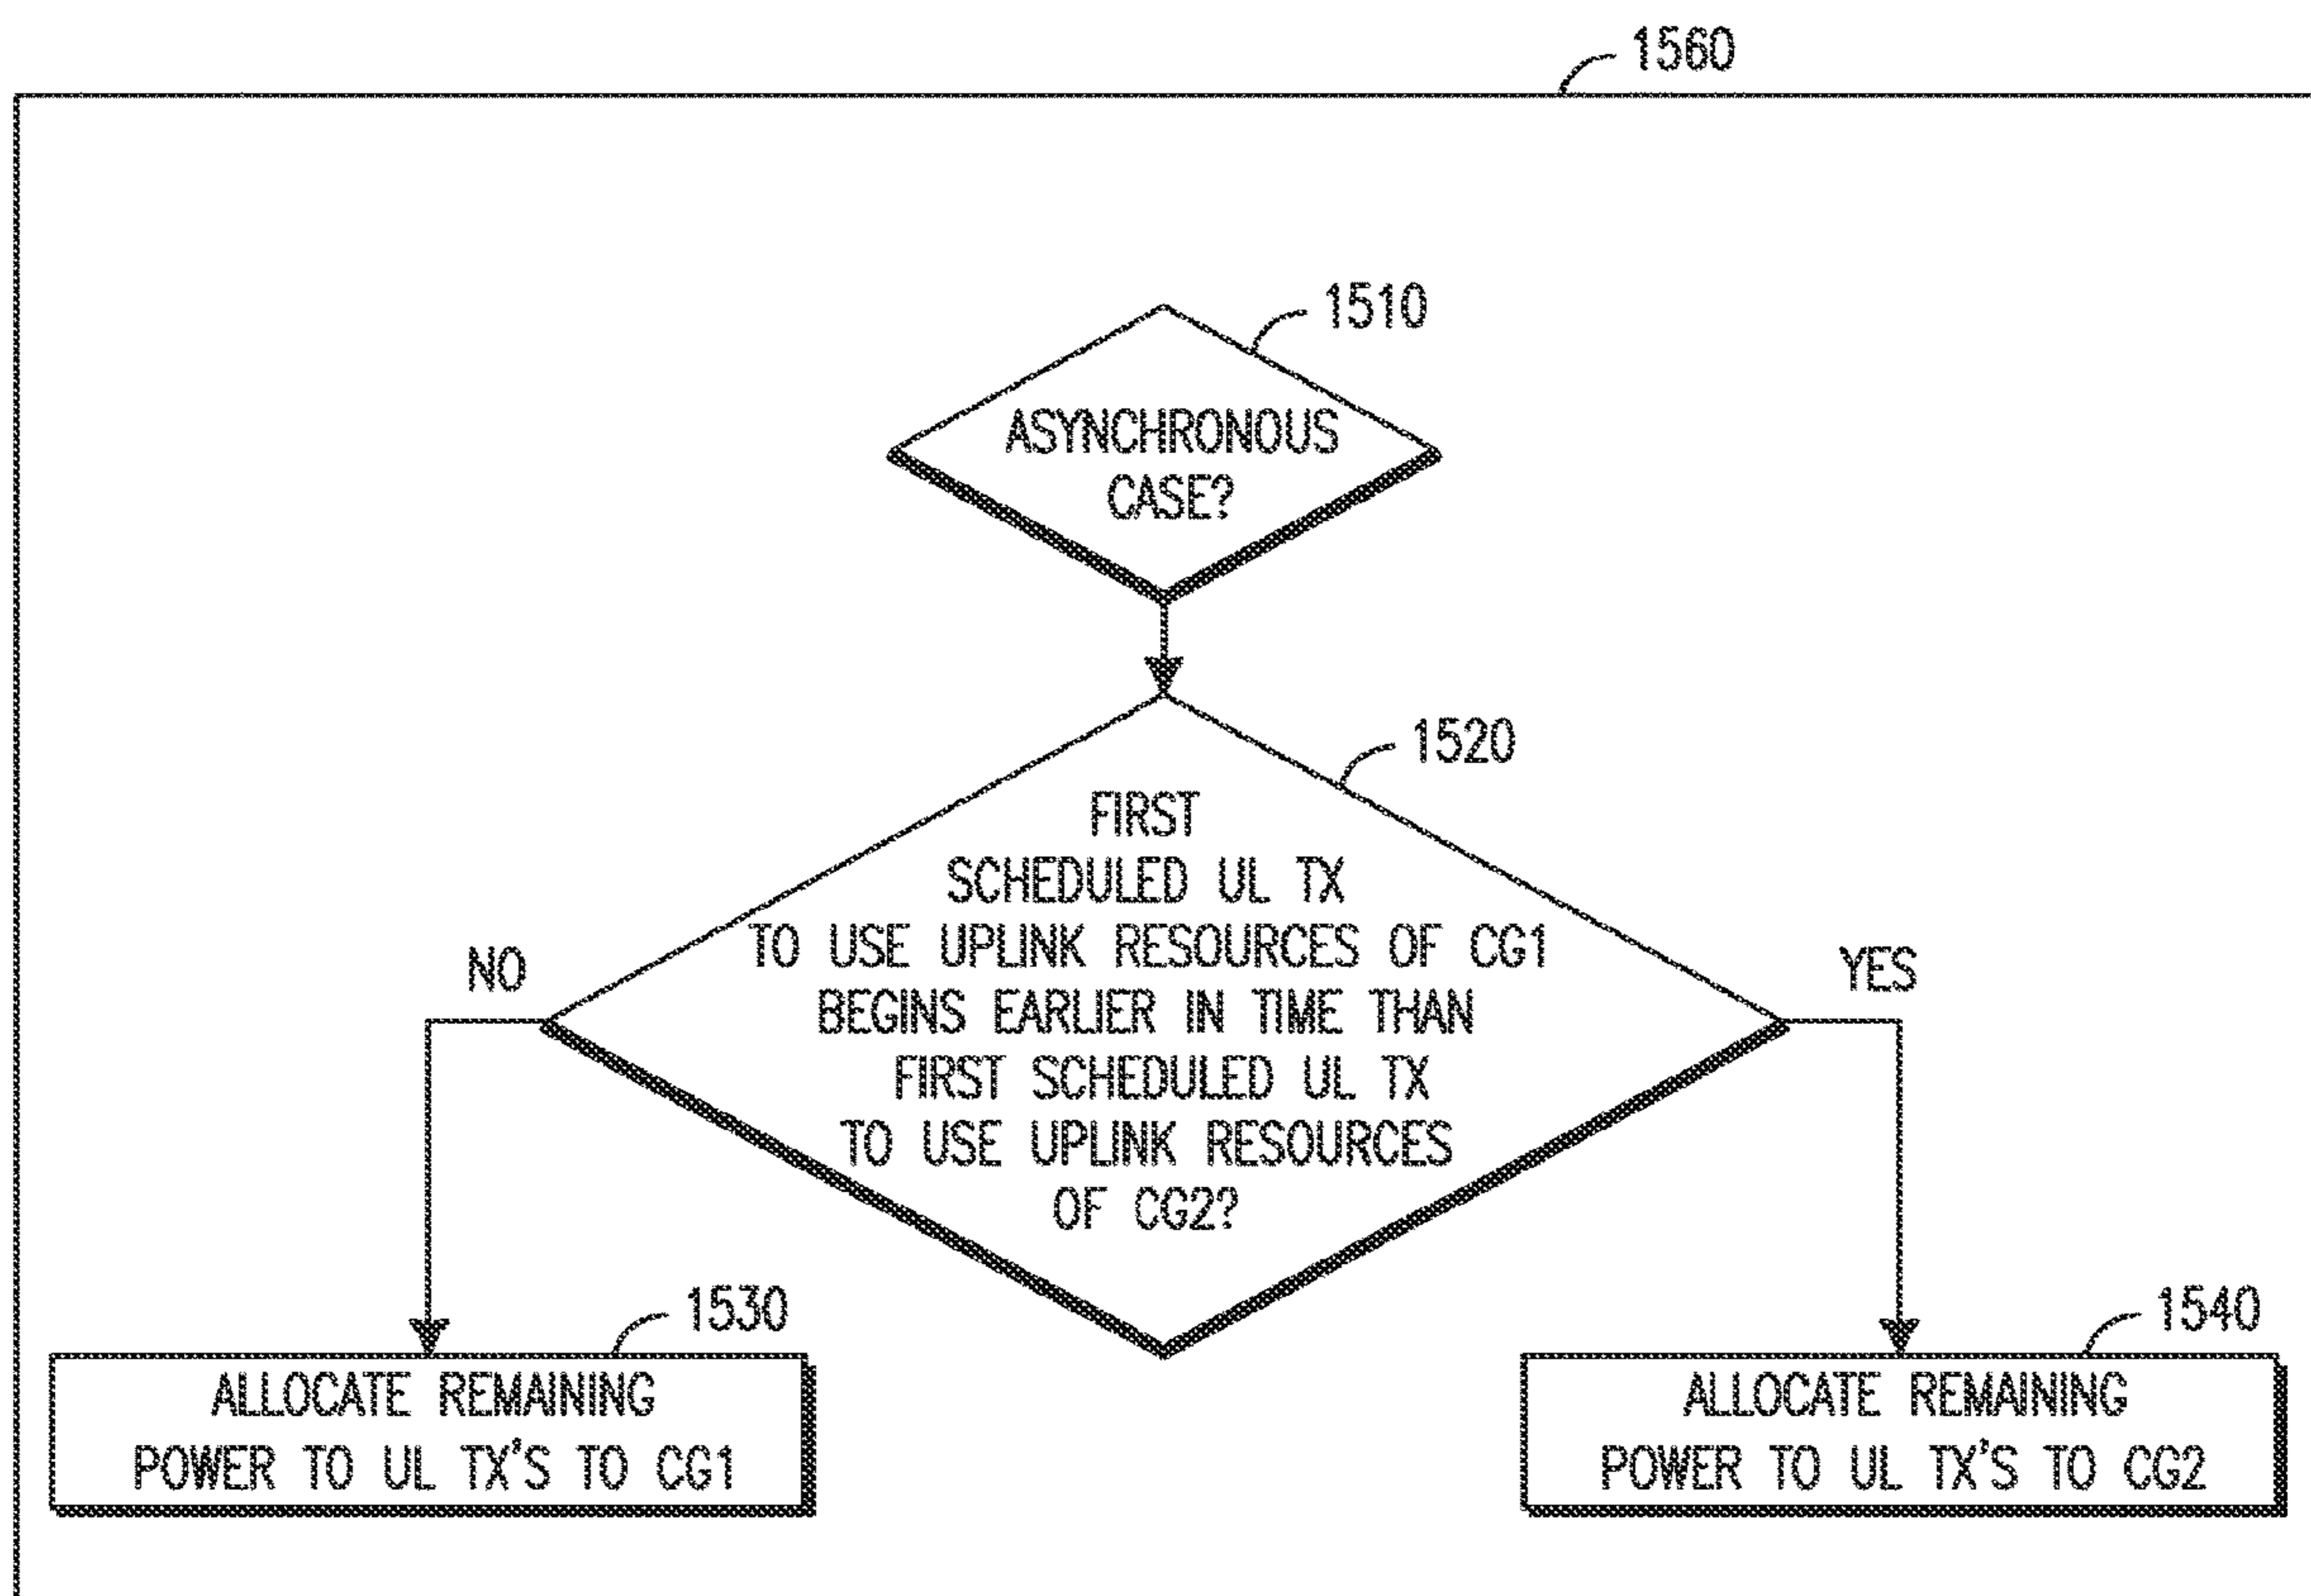 1560
1510
ASYNCHRONOUS
CASE?
1520
FIRST
SCHEDULED UL TX
TO USE UPLINK RESOURCES OF CG1
BEGINS EARLIER IN TIME THAN
FIRST SCHEDULED UL TX
TO USE UPLINK RESOURCES
OF CG2?
NO
YES
1530
ALLOCATE REMAINING
POWER TO UL TX'S TO CG1
1540
ALLOCATE REMAINING
POWER TO UL TX'S TO CG2